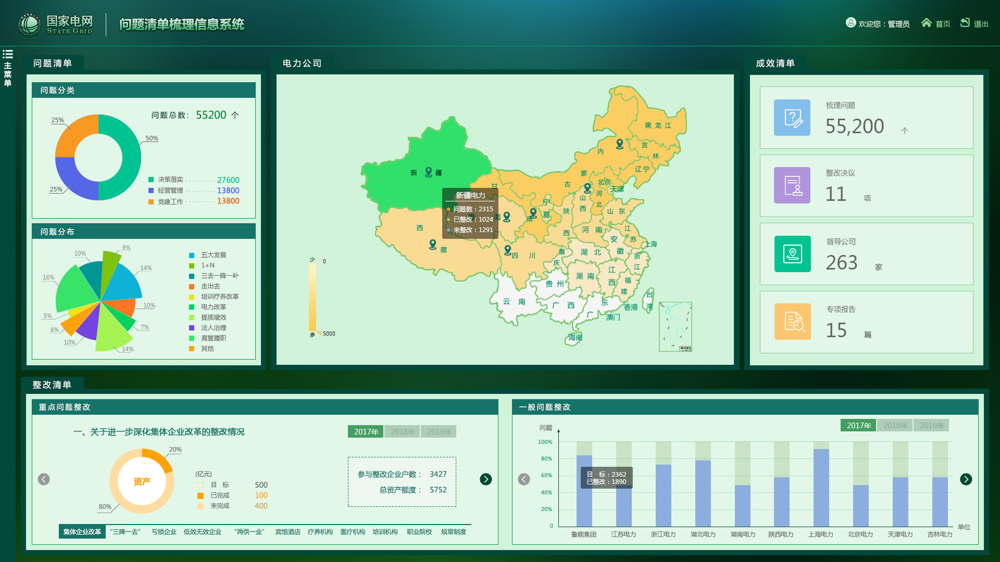 国家电网
STATE GRID
问题清单梳理信息系统
欢迎您：管理员
首页
退出
主菜单
问题清单
问题分类
问题总数： 55200 个
25%
50%
25%
决策落实 27600
经营管理 13800
党建工作 13800
问题分布
9%
10%
14%
16%
10%
5%
7%
8%
10%
14%
五大发展
1+N
三去一降一补
走出去
培训疗养改革
电力改革
提质增效
法人治理
高管履职
其他
电力公司
黑龙江
吉林
辽宁
内蒙古
北京
天津
河北
山西
山东
新疆
甘肃
宁夏
陕西
青海
西藏
四川
重庆
河南
江苏
安徽
上海
湖北
浙江
湖南
江西
福建
贵州
云南
广西
广东
香港
澳门
台湾
海南
新疆电力
问题数：2315
已整改：1024
未整改：1291
少 0
多 5000
成效清单
梳理问题
55,200 个
整改决议
11 项
督导公司
263 家
专项报告
15 篇
整改清单
重点问题整改
一、关于进一步深化集体企业改革的整改情况
2017年 2018年 2019年
20%
80%
资产
(亿元)
目 标 500
已完成 100
未完成 400
参与整改企业户数： 3427
总资产额度： 5752
集体企业改革 “三降一去” 亏损企业 低效无效企业 “两供一业” 宾馆酒店 疗养机构 医疗机构 培训机构 职业院校 规章制度
一般问题整改
2017年 2018年 2019年
问题
100%
80%
60%
40%
20%
0
目 标：2362
已整改：1890
鲁能集团 江苏电力 浙江电力 湖北电力 湖南电力 陕西电力 上海电力 北京电力 天津电力 吉林电力
单位